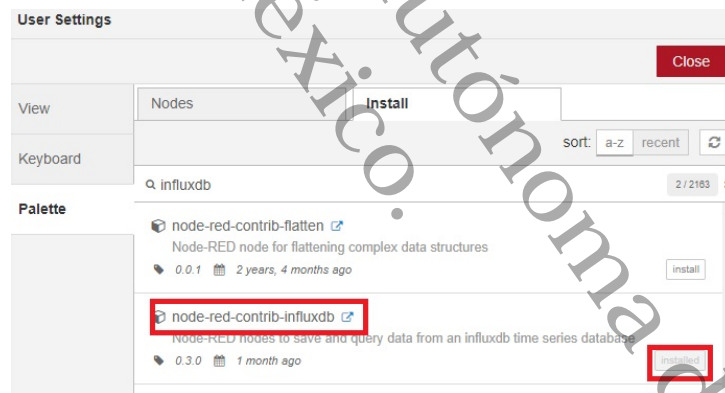 User Settings
Close
View
Keyboard
Palette
Nodes
Install
sort: a-z recent
influxdb
2 / 2163
node-red-contrib-flatten
Node-RED node for flattening complex data structures
0.0.1 2 years, 4 months ago
install
node-red-contrib-influxdb
Node-RED nodes to save and query data from an influxdb time series database
0.3.0 1 month ago
installed
utónoma
exico.